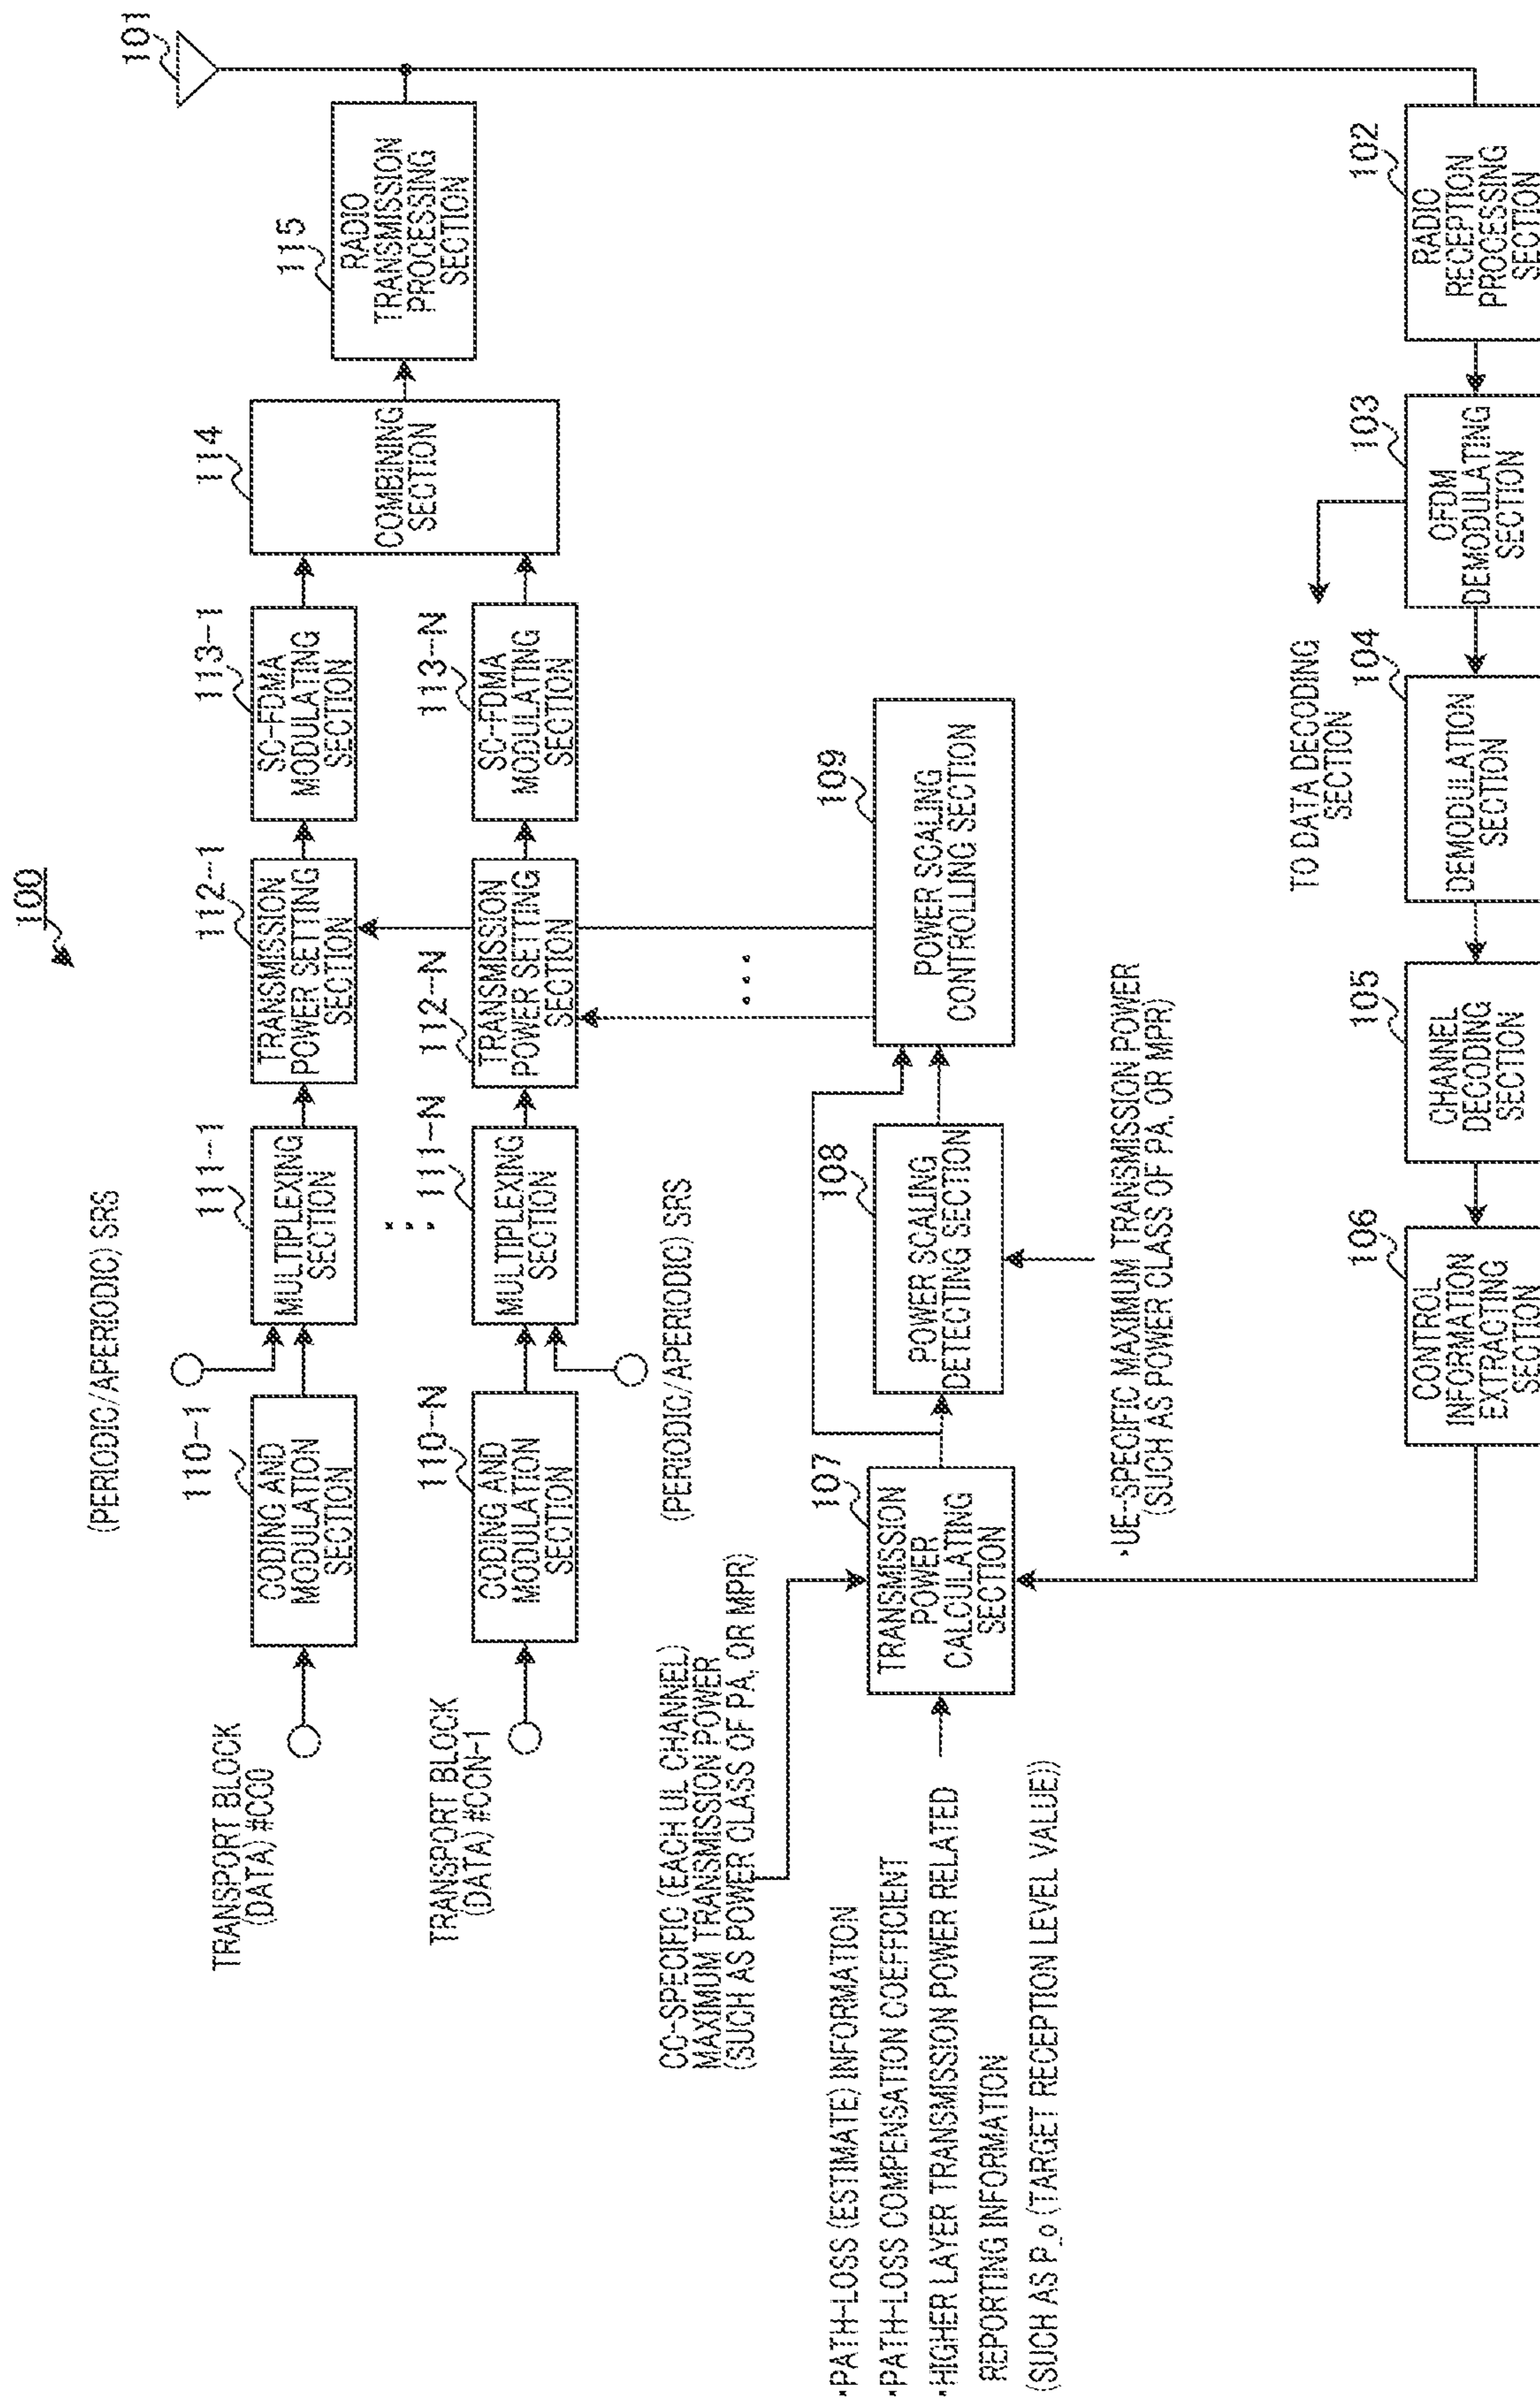 100
TRANSPORT BLOCK
(DATA) #CC0
110-1
CODING AND
MODULATION
SECTION
(PERIODIC/APERIODIC) SRS
111-1
MULTIPLEXING
SECTION
112-1
TRANSMISSION
POWER SETTING
SECTION
113-1
SC-FDMA
MODULATING
SECTION
114
COMBINING
SECTION
115
RADIO
TRANSMISSION
PROCESSING
SECTION
101
TRANSPORT BLOCK
(DATA) #CCN-1
110-N
CODING AND
MODULATION
SECTION
(PERIODIC/APERIODIC) SRS
111-N
MULTIPLEXING
SECTION
112-N
TRANSMISSION
POWER SETTING
SECTION
113-N
SC-FDMA
MODULATING
SECTION
CC-SPECIFIC (EACH UL CHANNEL)
MAXIMUM TRANSMISSION POWER
(SUCH AS POWER CLASS OF PA, OR MPR)
・PATH-LOSS (ESTIMATE) INFORMATION
・PATH-LOSS COMPENSATION COEFFICIENT
・HIGHER LAYER TRANSMISSION POWER RELATED
REPORTING INFORMATION
(SUCH AS P_o (TARGET RECEPTION LEVEL VALUE))
107
TRANSMISSION
POWER
CALCULATING
SECTION
108
POWER SCALING
DETECTING SECTION
109
POWER SCALING
CONTROLLING SECTION
・UE-SPECIFIC MAXIMUM TRANSMISSION POWER
(SUCH AS POWER CLASS OF PA, OR MPR)
TO DATA DECODING
SECTION
106
CONTROL
INFORMATION
EXTRACTING
SECTION
105
CHANNEL
DECODING
SECTION
104
DEMODULATION
SECTION
103
OFDM
DEMODULATING
SECTION
102
RADIO
RECEPTION
PROCESSING
SECTION